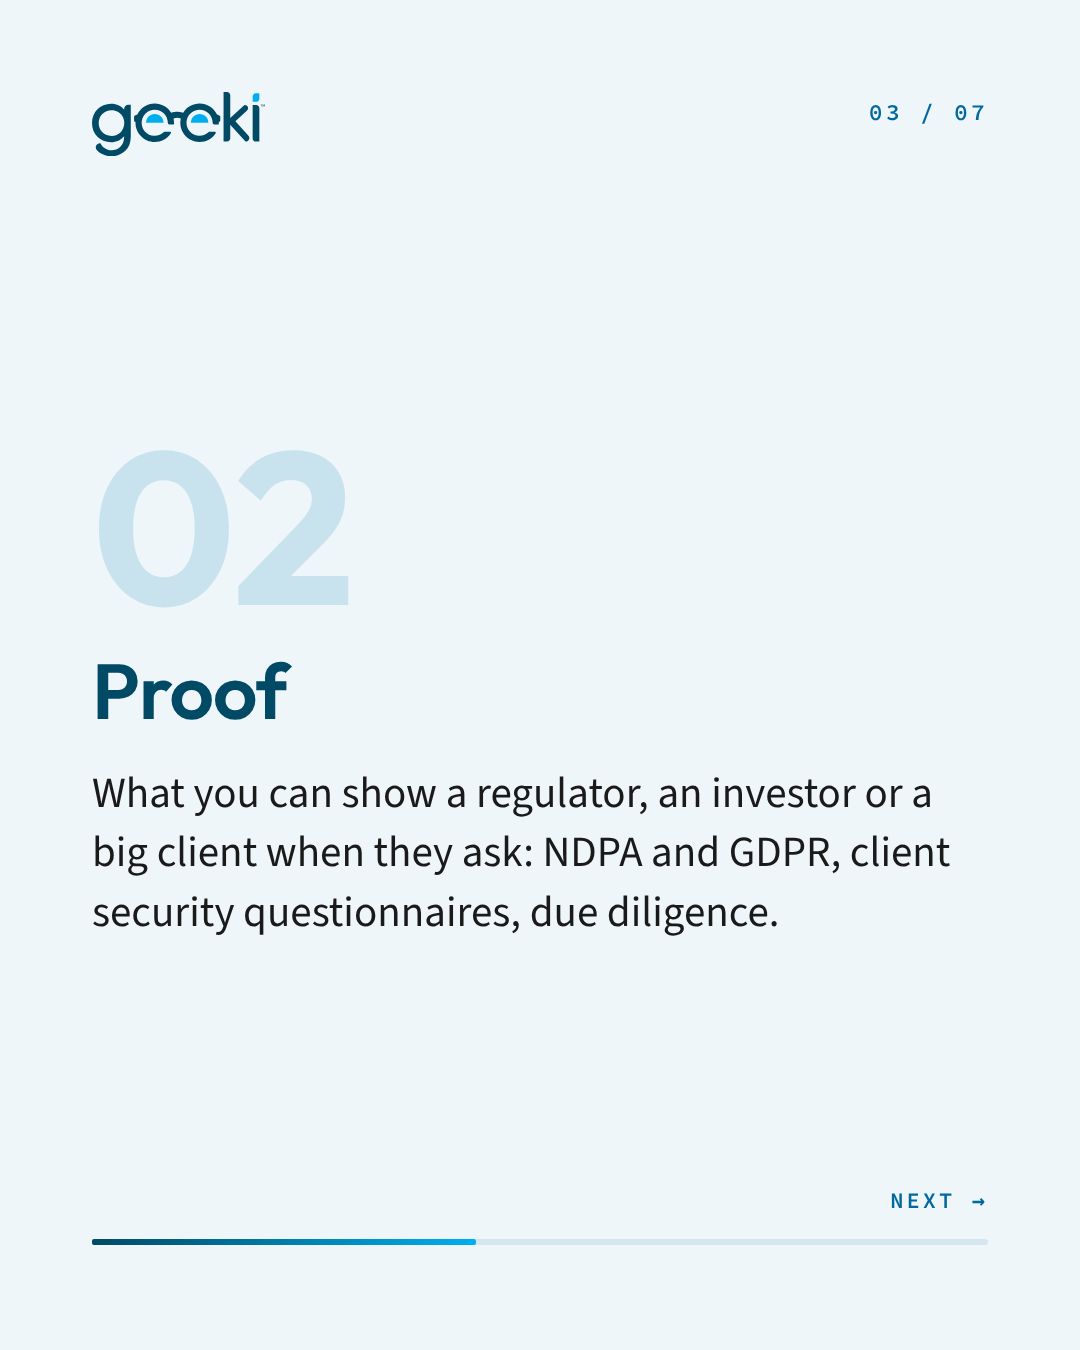 geeki™
03 / 07
02
Proof
What you can show a regulator, an investor or a
big client when they ask: NDPA and GDPR, client
security questionnaires, due diligence.
NEXT →